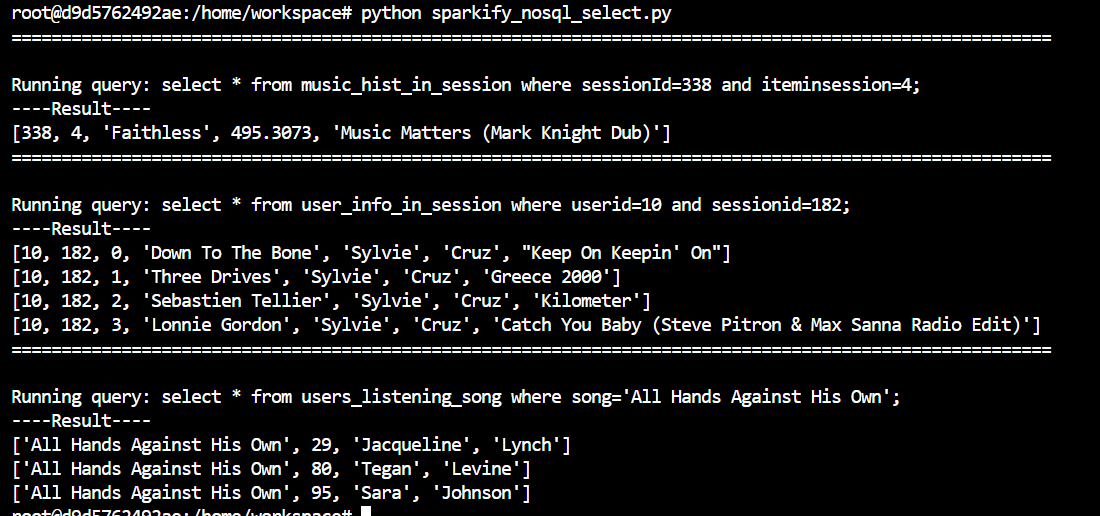 root@d9d5762492ae:/home/workspace# python sparkify_nosql_select.py
========================================================================================================
Running query: select * from music_hist_in_session where sessionId=338 and iteminsession=4;
----Result----
[338, 4, 'Faithless', 495.3073, 'Music Matters (Mark Knight Dub)']
========================================================================================================
Running query: select * from user_info_in_session where userid=10 and sessionid=182;
----Result----
[10, 182, 0, 'Down To The Bone', 'Sylvie', 'Cruz', "Keep On Keepin' On"]
[10, 182, 1, 'Three Drives', 'Sylvie', 'Cruz', 'Greece 2000']
[10, 182, 2, 'Sebastien Tellier', 'Sylvie', 'Cruz', 'Kilometer']
[10, 182, 3, 'Lonnie Gordon', 'Sylvie', 'Cruz', 'Catch You Baby (Steve Pitron & Max Sanna Radio Edit)']
========================================================================================================
Running query: select * from users_listening_song where song='All Hands Against His Own';
----Result----
['All Hands Against His Own', 29, 'Jacqueline', 'Lynch']
['All Hands Against His Own', 80, 'Tegan', 'Levine']
['All Hands Against His Own', 95, 'Sara', 'Johnson']
root@d9d5762492ae:/home/workspace#